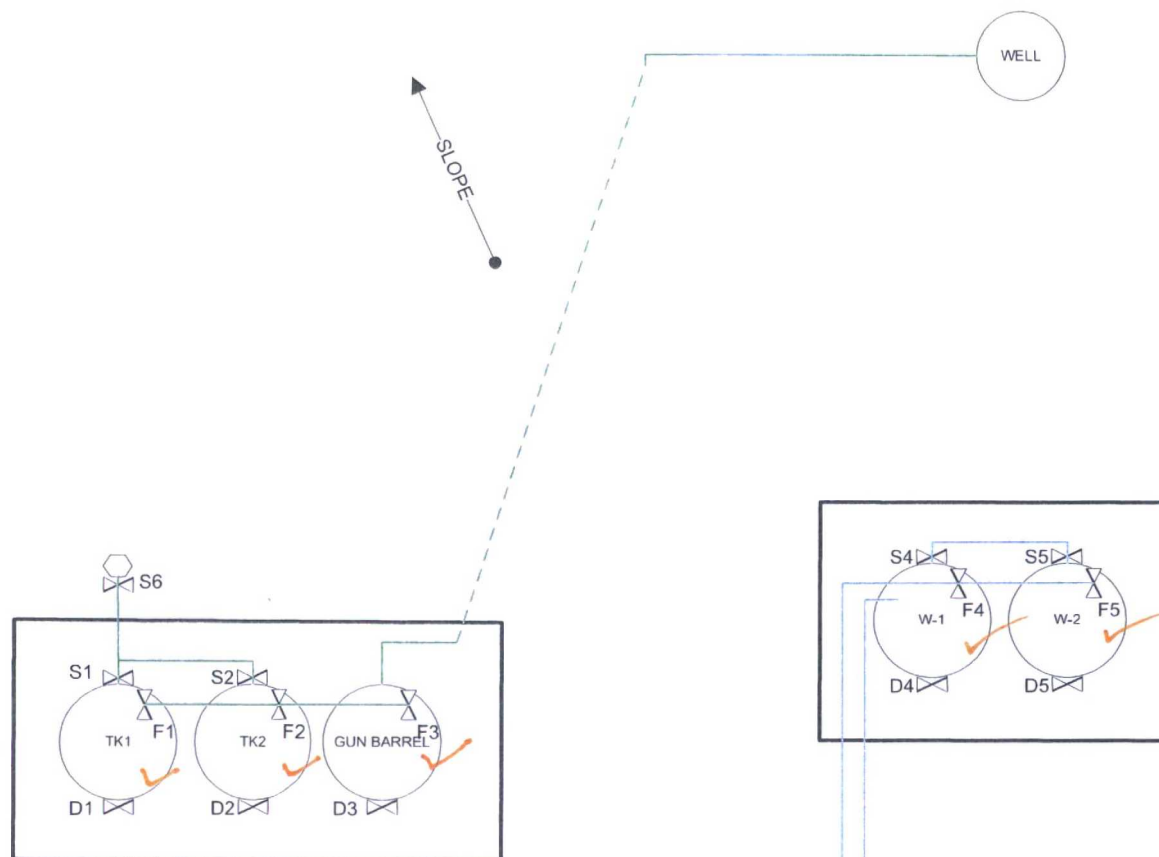 WELL
SLOPE
S6
S4
S5
F4
F5
W-1
W-2
D4
D5
S1
S2
F1
F2
F3
TK1
TK2
GUN BARREL
D1
D2
D3